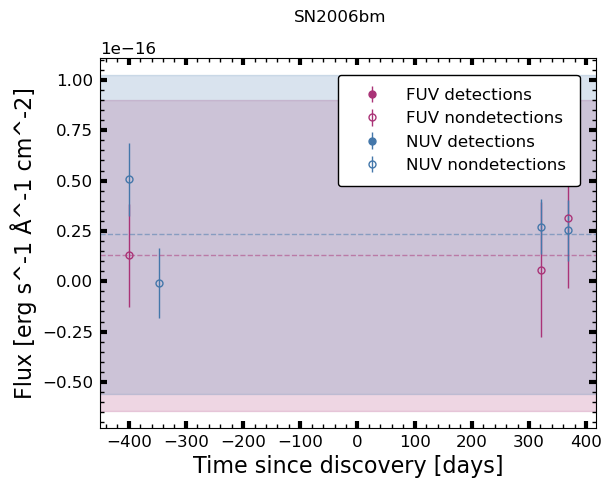 SN2006bm
1e−16
1.00
0.75
0.50
0.25
0.00
−0.25
−0.50
Flux [erg s^-1 Å^-1 cm^-2]
FUV detections
FUV nondetections
NUV detections
NUV nondetections
−400
−300
−200
−100
0
100
200
300
400
Time since discovery [days]